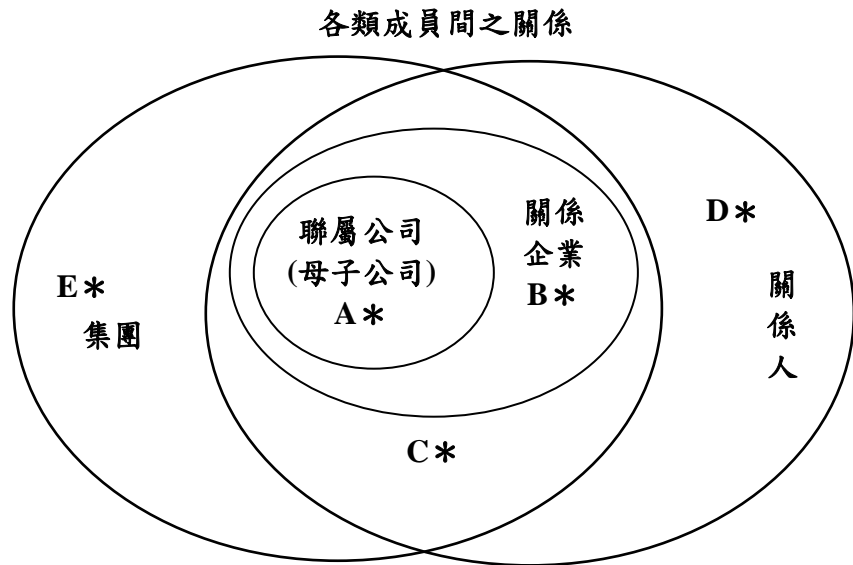 各類成員間之關係
聯屬公司
(母子公司)
A＊
關係
企業
B＊
C＊
D＊
關
係
人
E＊
集團